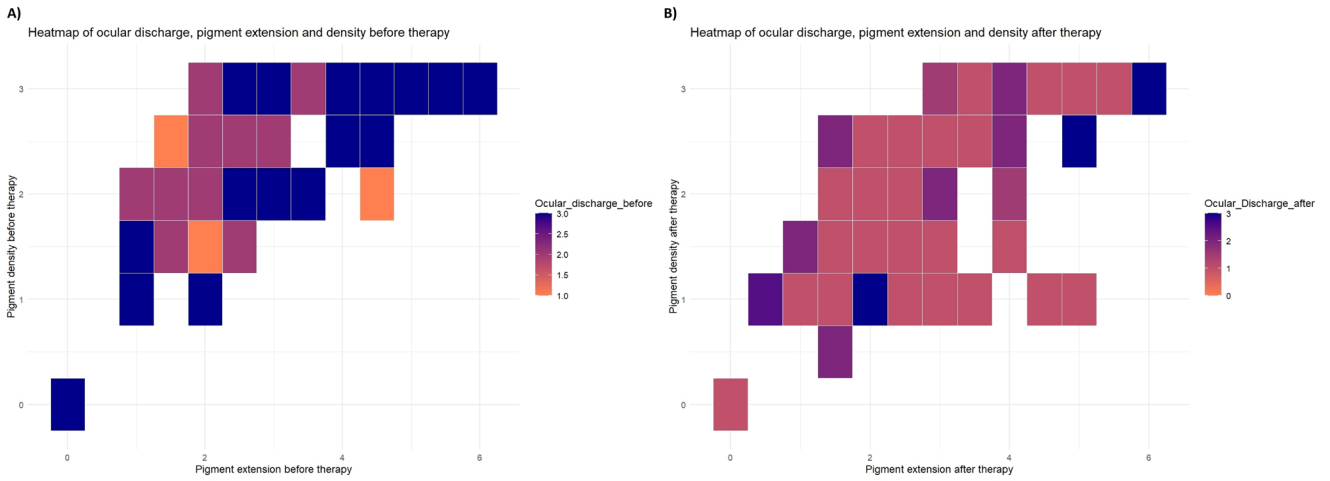 A)
Heatmap of ocular discharge, pigment extension and density before therapy
Pigment density before therapy
3
2
1
0
0
2
4
6
Pigment extension before therapy
Ocular_discharge_before
3.0
2.5
2.0
1.5
1.0
B)
Heatmap of ocular discharge, pigment extension and density after therapy
Pigment density after therapy
3
2
1
0
0
2
4
6
Pigment extension after therapy
Ocular_Discharge_after
3
2
1
0